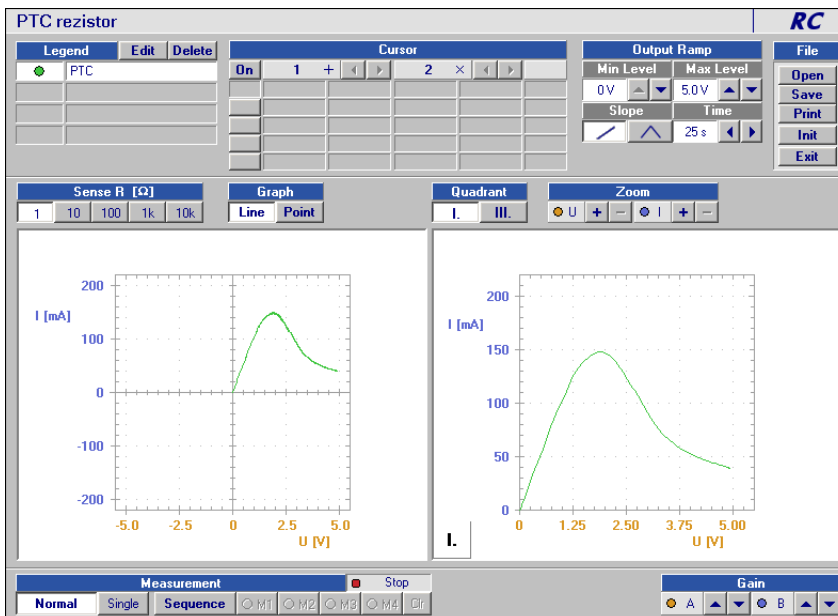 PTC rezistor RC
Legend Edit Delete Cursor Output Ramp File
PTC On 1 + 2 × Min Level Max Level Open
0 V 5.0 V Save
Slope Time Print
25 s Init
Exit
Sense R [Ω] Graph Quadrant Zoom
1 10 100 1k 10k Line Point I. III. U + − I + −
200 200
I [mA] I [mA]
100 150
0 100
-100 50
-200 0
-5.0 -2.5 0 2.5 5.0 0 1.25 2.50 3.75 5.00
U [V] I. U [V]
Measurement Stop Gain
Normal Single Sequence M1 M2 M3 M4 Clr A B